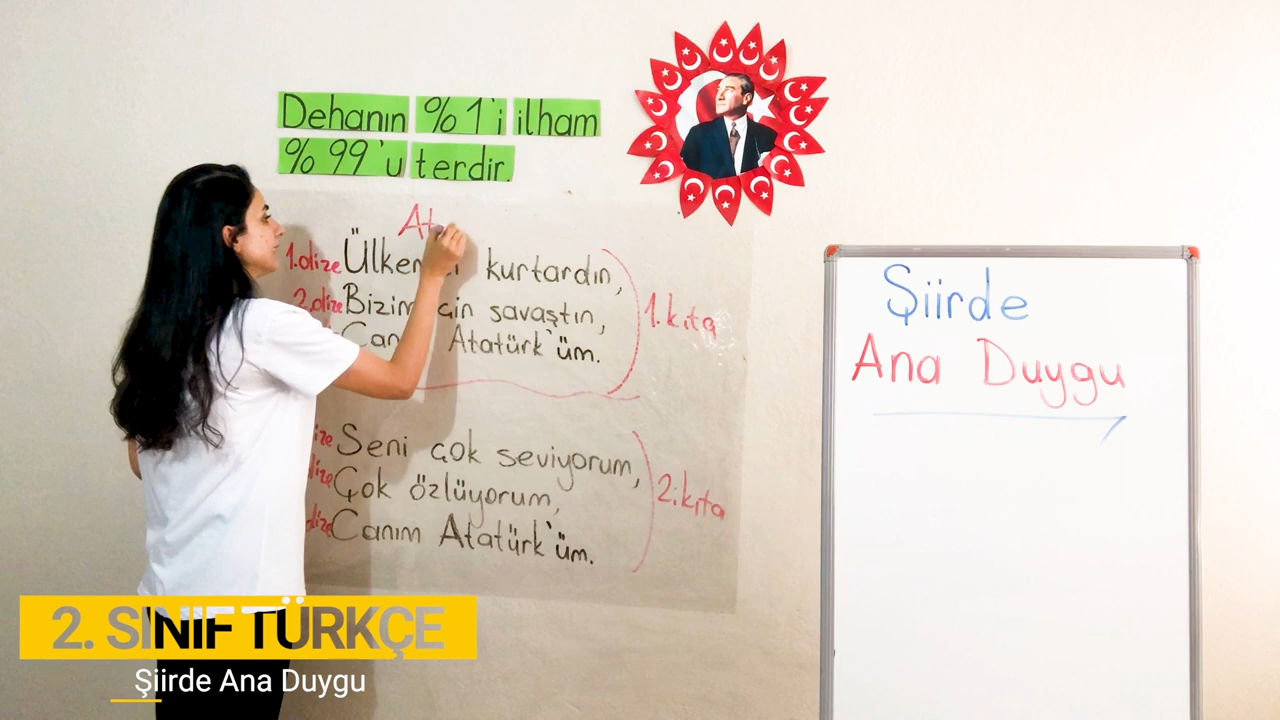 Dehanın %1'i ilham
%99'u terdir.
At
1.dize Ülken kurtardın,
2.dize Bizim için savaştın,
Canım Atatürk'üm.
1.kıta
Seni çok seviyorum,
Çok özlüyorum,
Canım Atatürk'üm.
2.kıta
Şiirde
Ana Duygu
2. SINIF TÜRKÇE
Şiirde Ana Duygu